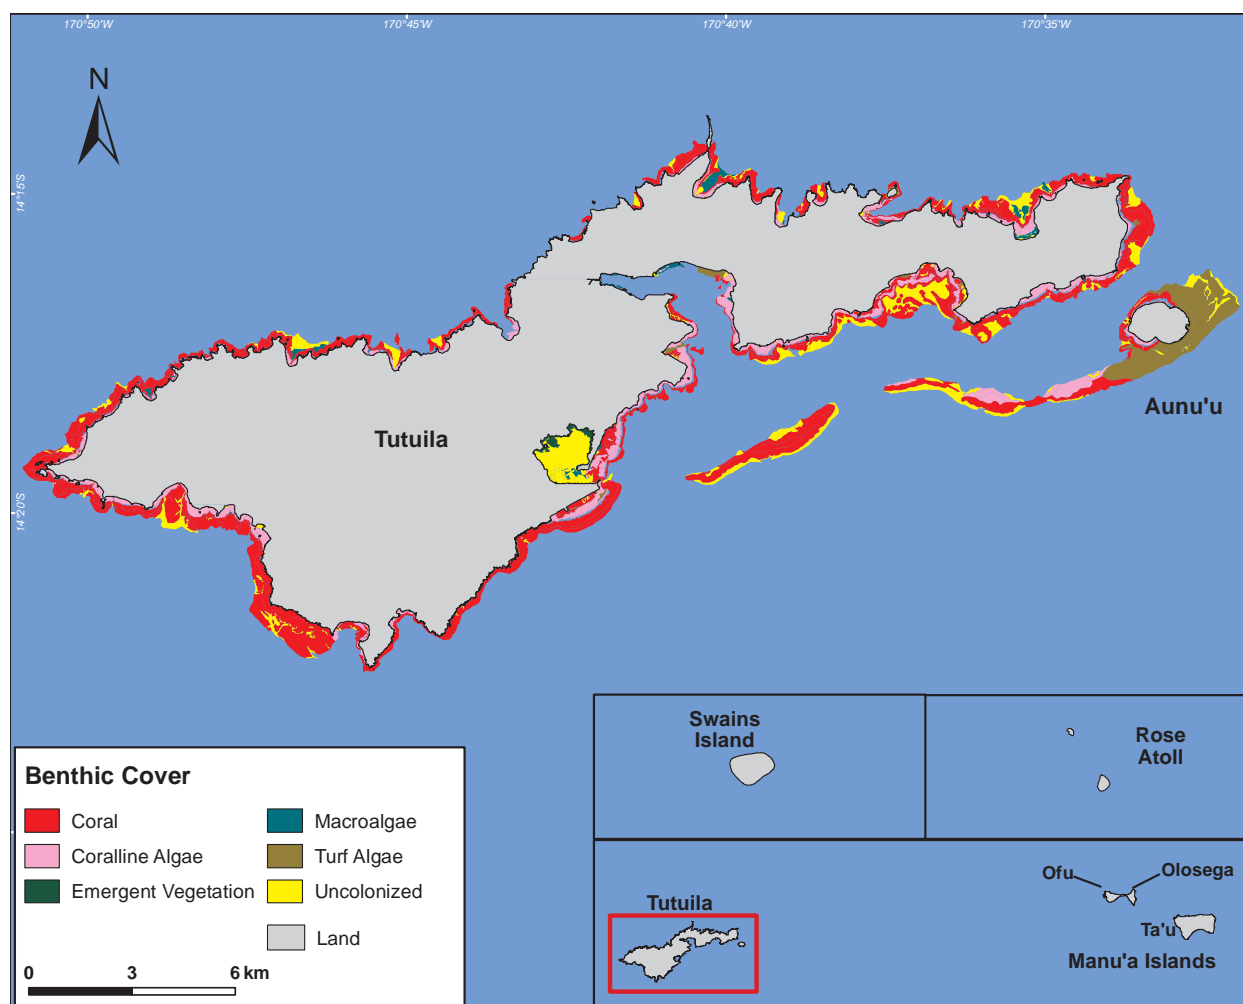 170°50'W 170°45'W 170°40'W 170°35'W
N
14°15'S
Tutuila
Aunu'u
14°20'S
Swains
Island
Rose
Atoll
Benthic Cover
Coral
Macroalgae
Coralline Algae
Turf Algae
Emergent Vegetation
Uncolonized
Land
0 3 6 km
Ofu
Olosega
Tutuila
Ta'u
Manu'a Islands